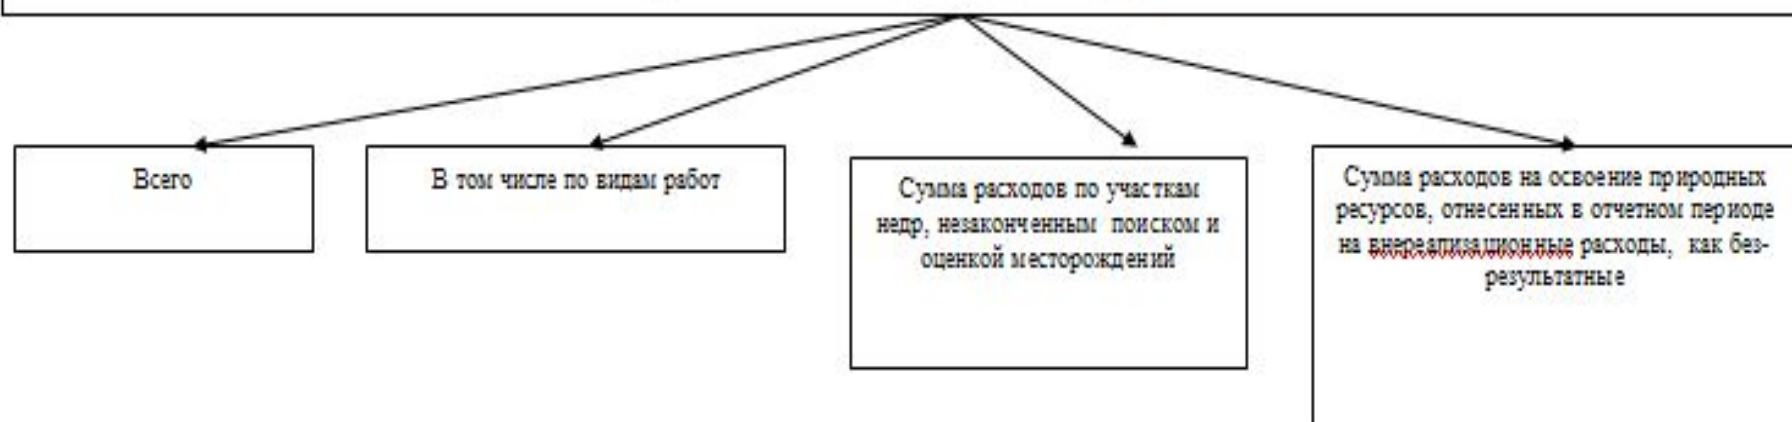 Всего
В том числе по видам работ
Сумма расходов по участкам
недр, незаконченным поиском и
оценкой месторождений
Сумма расходов на освоение природных
ресурсов, отнесенных в отчетном периоде
на внереализационные расходы, как без-
результатные